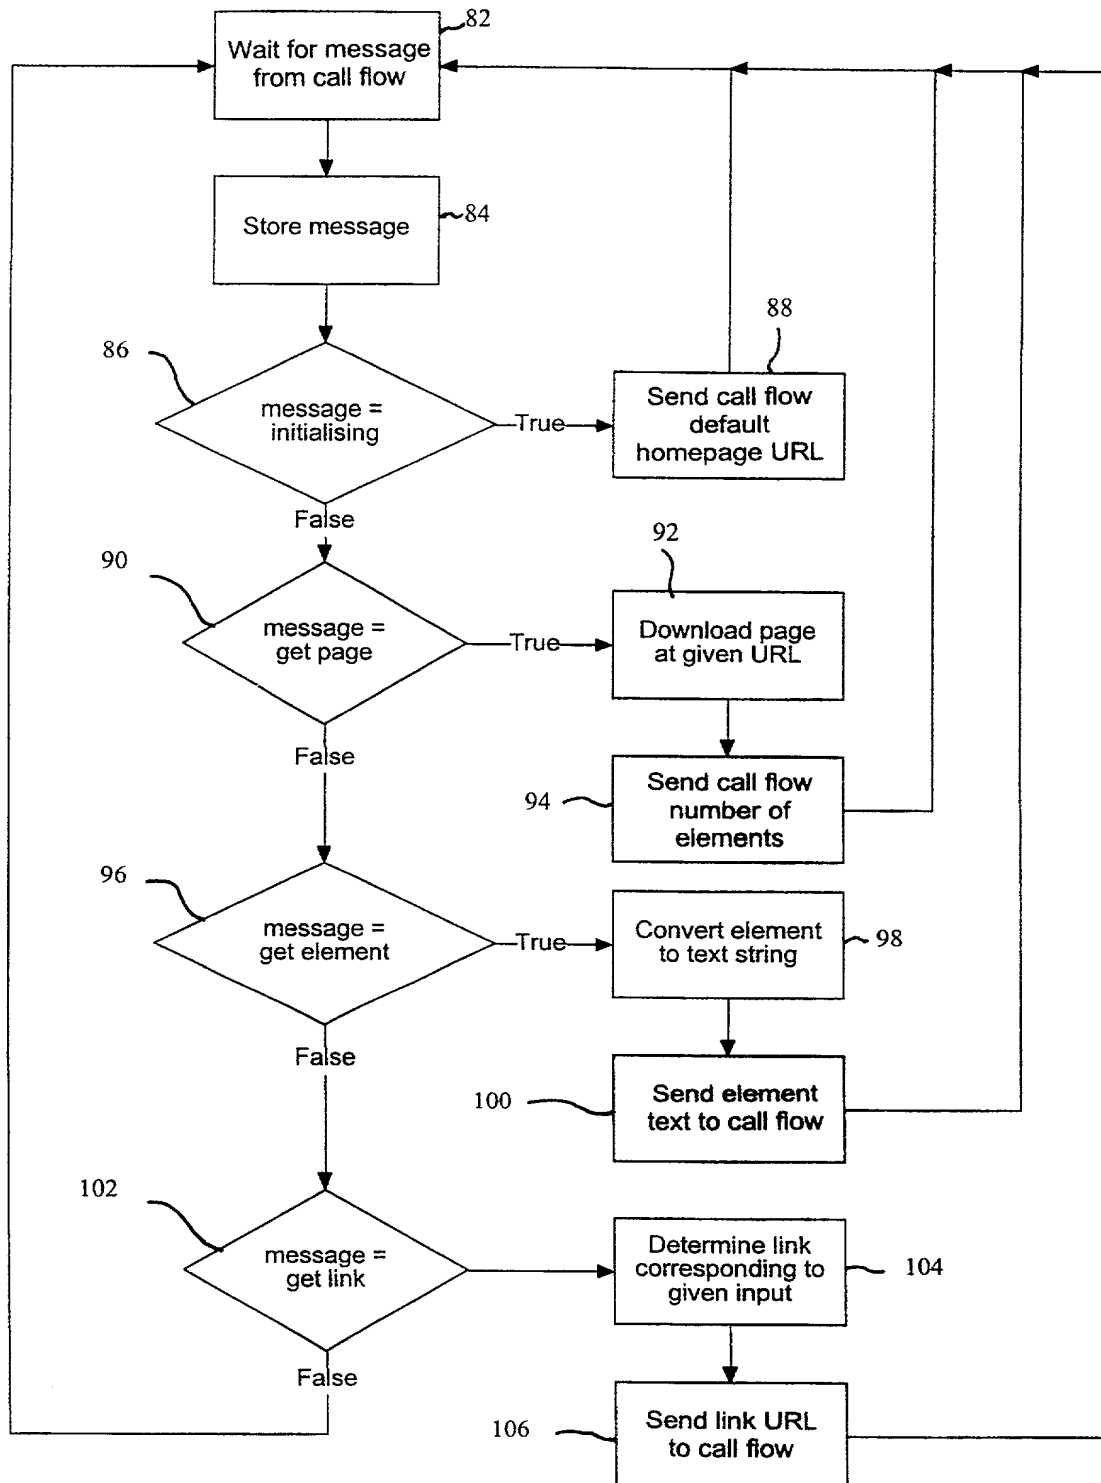 82
Wait for message
from call flow
Store message
84
86
message =
initialising
True
88
Send call flow
default
homepage URL
False
90
message =
get page
True
92
Download page
at given URL
False
94
Send call flow
number of
elements
96
message =
get element
True
Convert element
to text string
98
False
100
Send element
text to call flow
102
message =
get link
Determine link
corresponding to
given input
104
False
106
Send link URL
to call flow